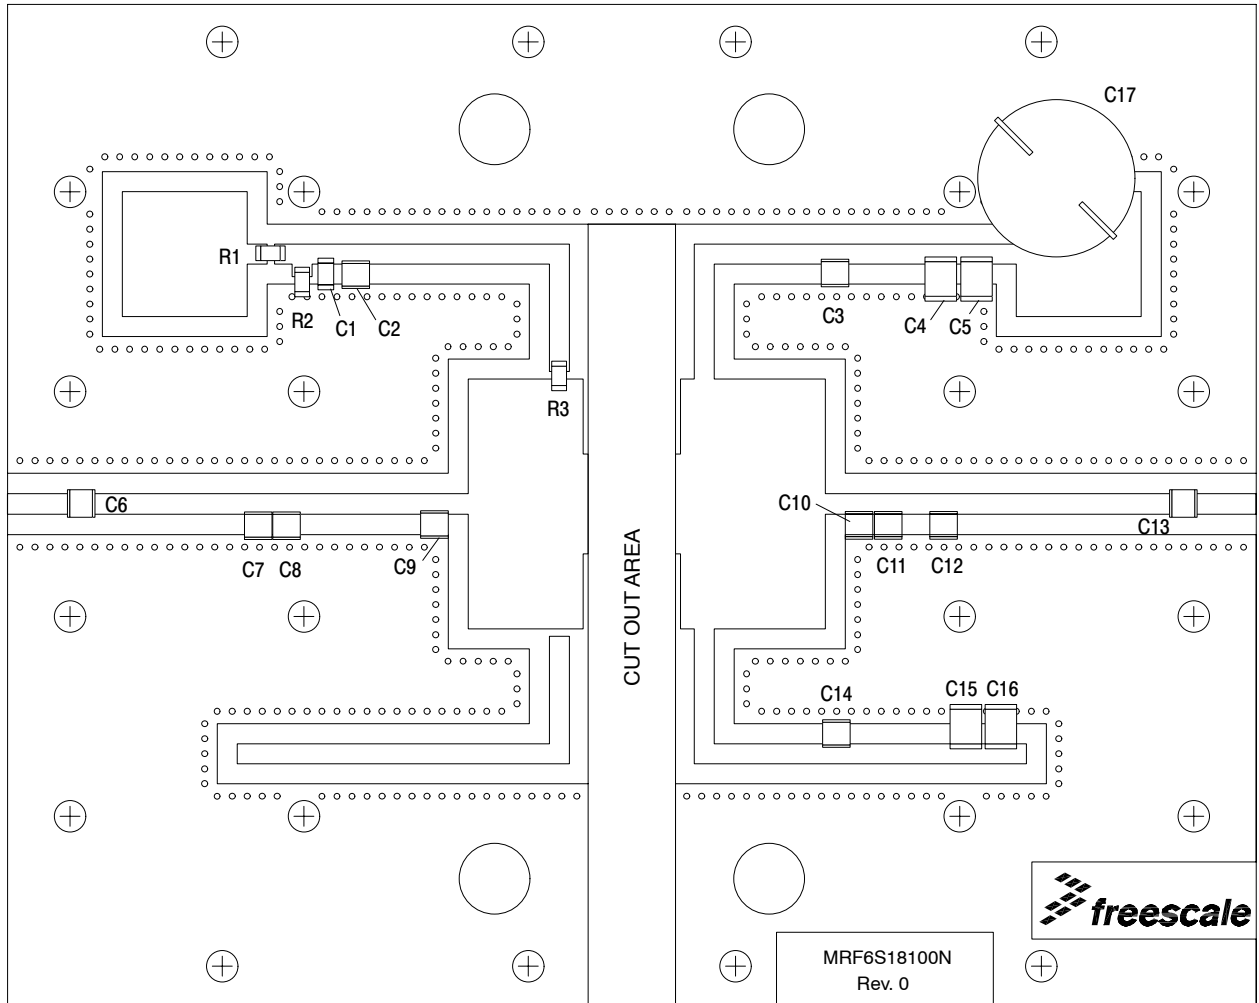 C17
R1
R2
C1
C2
C3
C4
C5
R3
C6
C7
C8
C9
C10
C11
C12
C13
CUT OUT AREA
C14
C15
C16
freescale
MRF6S18100N
Rev. 0